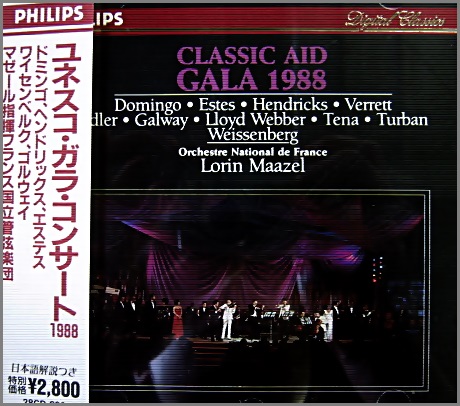 PHILIPS
ユネスコ・ガラ・コンサート 1988
ドミンゴ、ヘンドリックス、エステス
ワイセンベルク、ゴルウェイ
マゼール指揮フランス国立管弦楽団
日本語解説つき
特別価格 ¥2,800
Digital Classics
CLASSIC AID
GALA 1988
Domingo • Estes • Hendricks • Verrett
dler • Galway • Lloyd Webber • Tena • Turban
Weissenberg
Orchestre National de France
Lorin Maazel